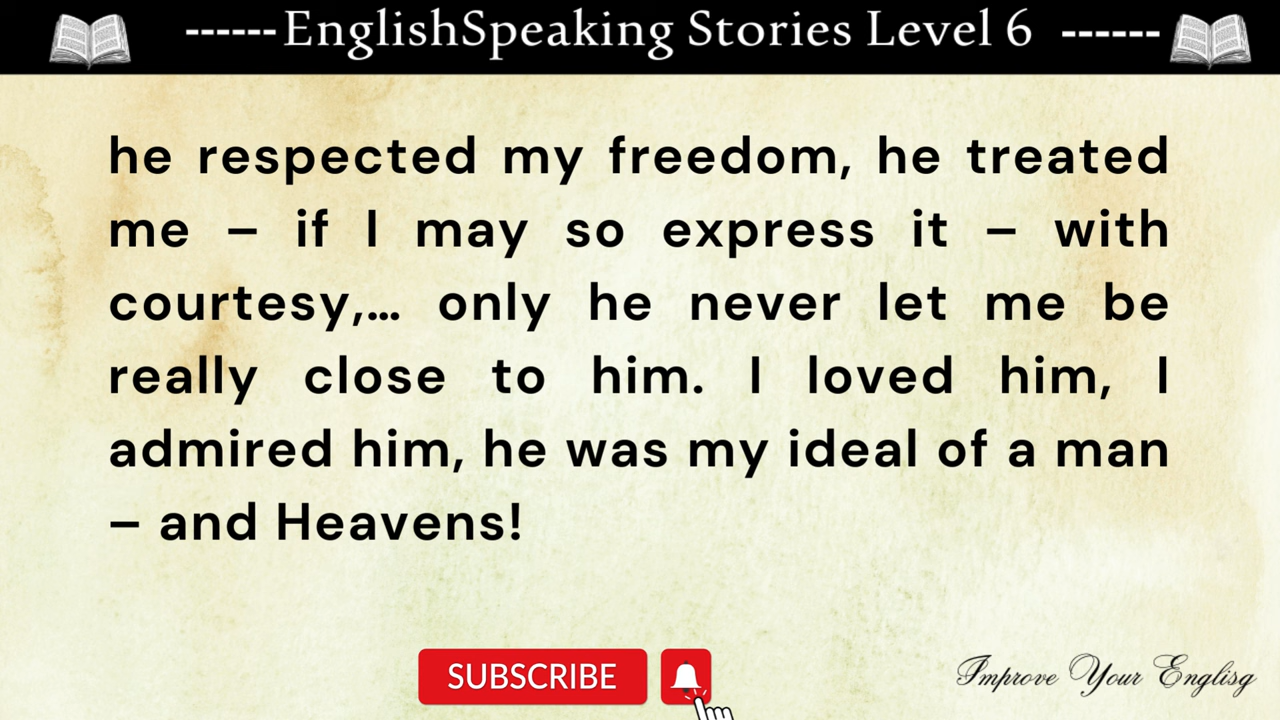 ------EnglishSpeaking Stories Level 6 ------
he respected my freedom, he treated
me – if I may so express it – with
courtesy,... only he never let me be
really close to him. I loved him, I
admired him, he was my ideal of a man
– and Heavens!
SUBSCRIBE
Improve Your Englisg